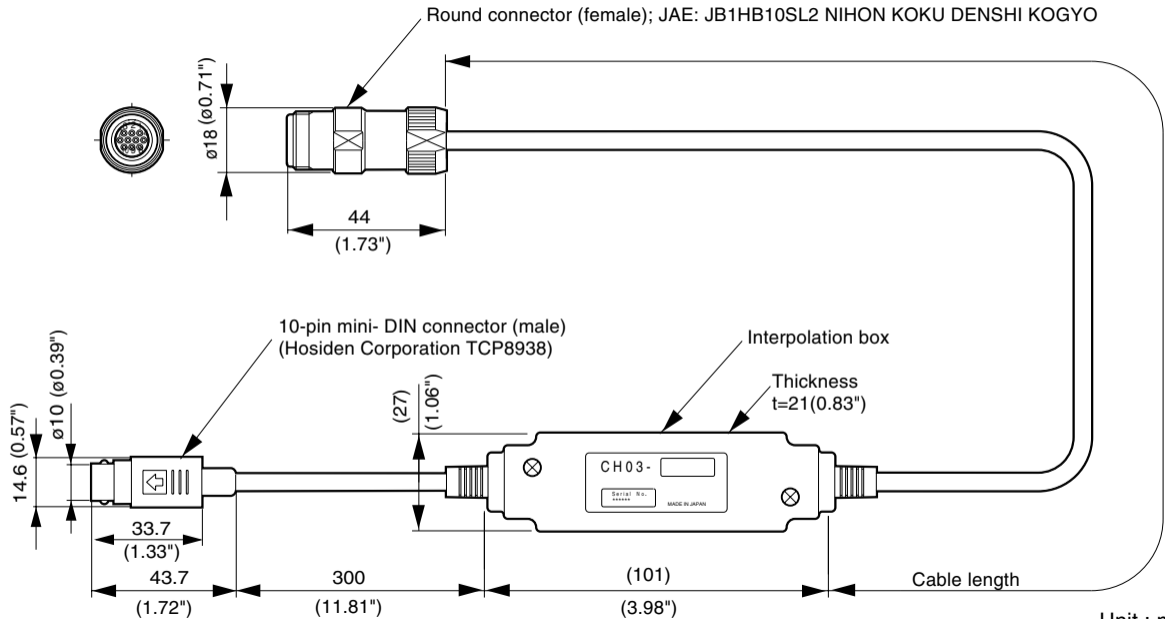 Round connector (female); JAE: JB1HB10SL2 NIHON KOKU DENSHI KOGYO
ø18 (ø0.71")
44
(1.73")
10-pin mini- DIN connector (male)
(Hosiden Corporation TCP8938)
Interpolation box
Thickness
t=21(0.83")
14.6 (0.57")
ø10 (ø0.39")
(27)
(1.06")
CH03-
Serial No.
******
MADE IN JAPAN
33.7
(1.33")
43.7
(1.72")
300
(11.81")
(101)
(3.98")
Cable length
Unit :